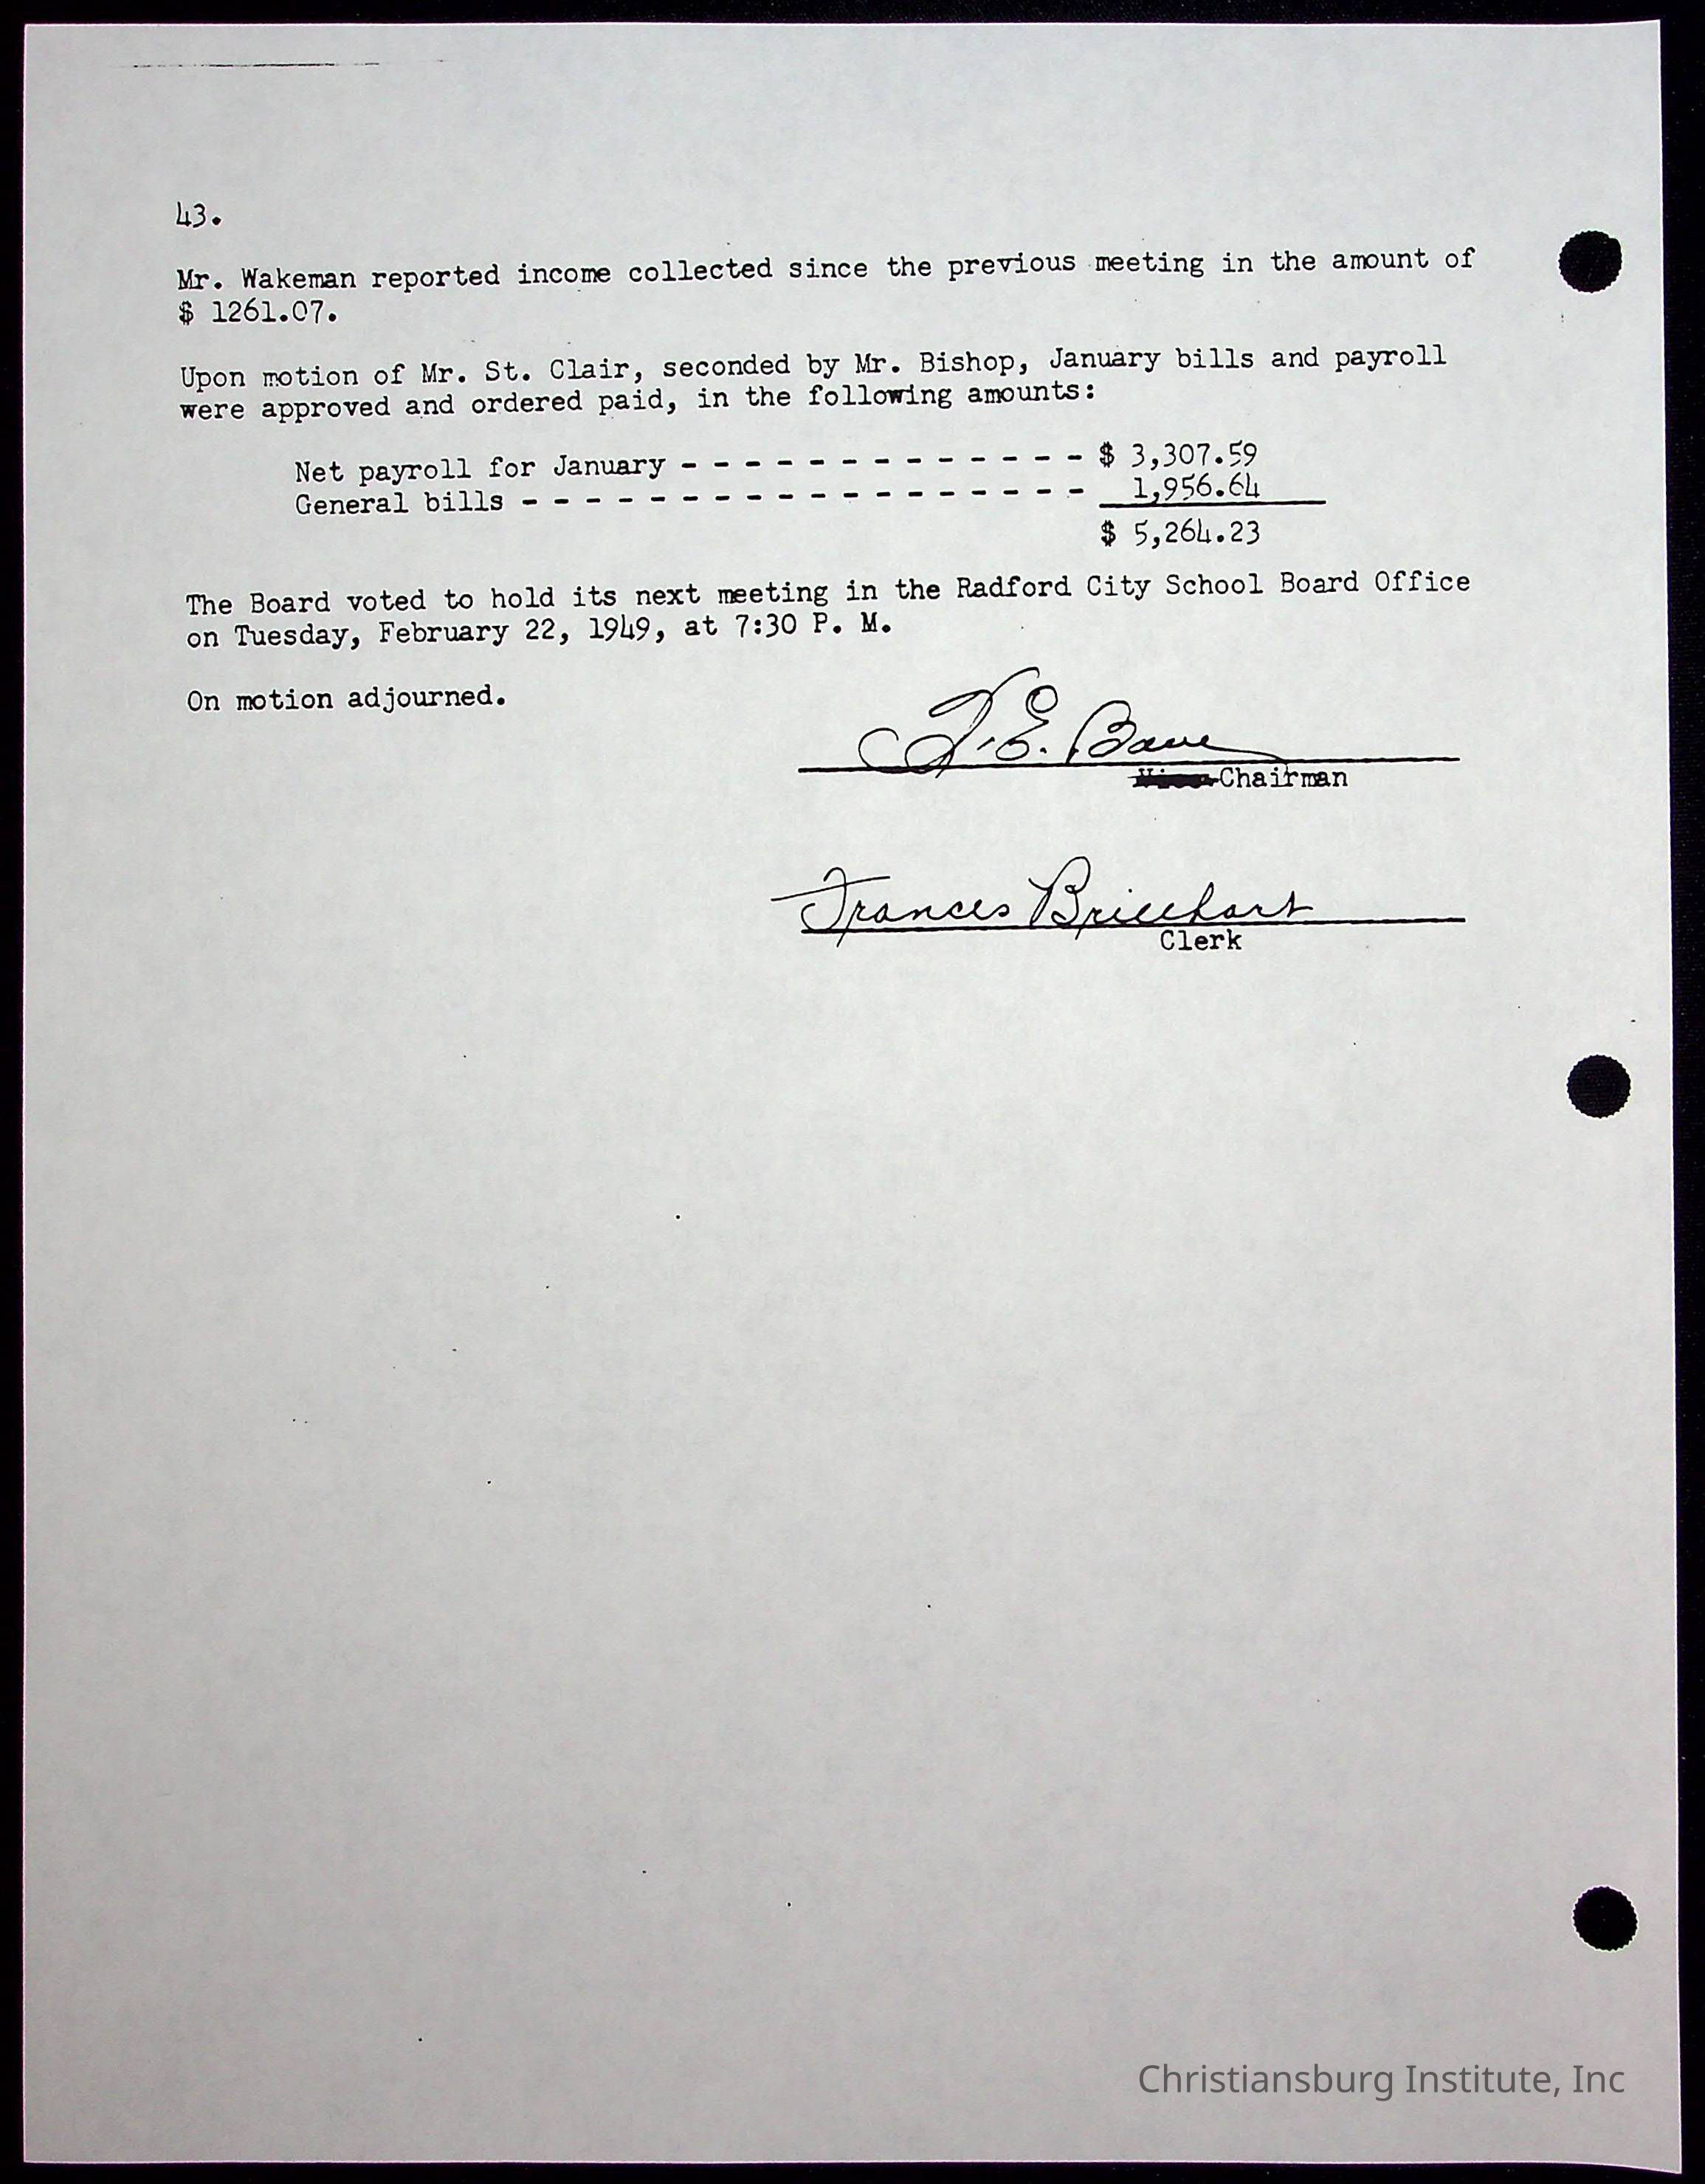 43.
Mr. Wakeman reported income collected since the previous meeting in the amount of
$ 1261.07.
Upon motion of Mr. St. Clair, seconded by Mr. Bishop, January bills and payroll
were approved and ordered paid, in the following amounts:
Net payroll for January - - - - - - - - - - - - - $ 3,307.59
General bills - - - - - - - - - - - - - - - - - - 1,956.64
$ 5,264.23
The Board voted to hold its next meeting in the Radford City School Board Office
on Tuesday, February 22, 1949, at 7:30 P. M.
On motion adjourned.
E. Bane
Chairman
Frances Brillhart
Clerk
Christiansburg Institute, Inc